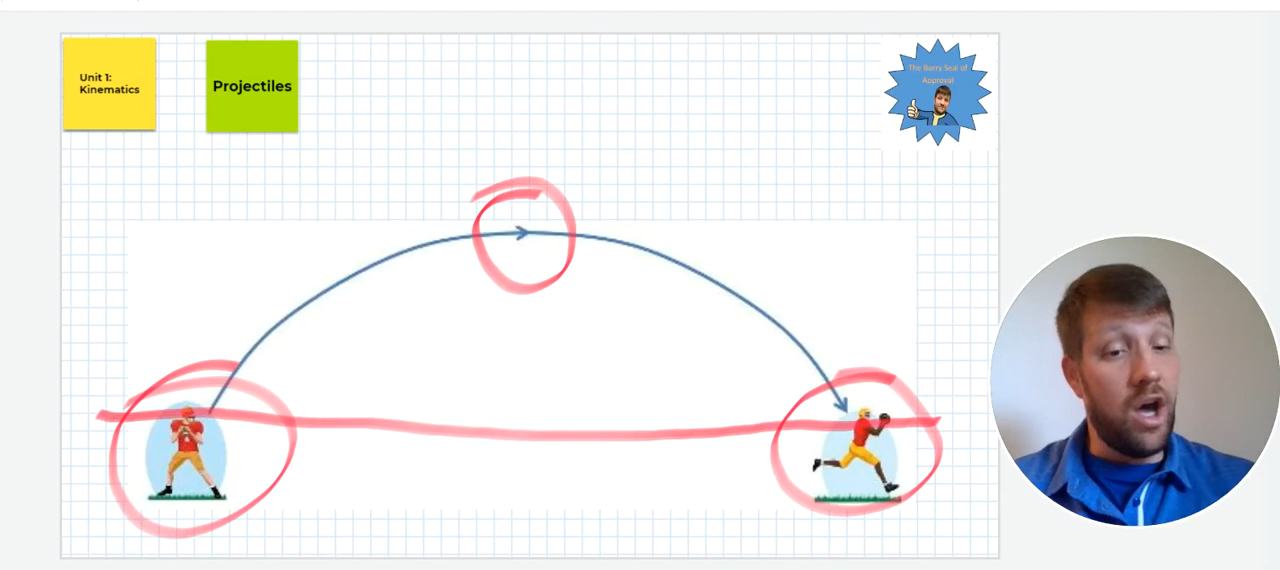 Unit 1:
Kinematics
Projectiles
The Barry Seal of
Approval